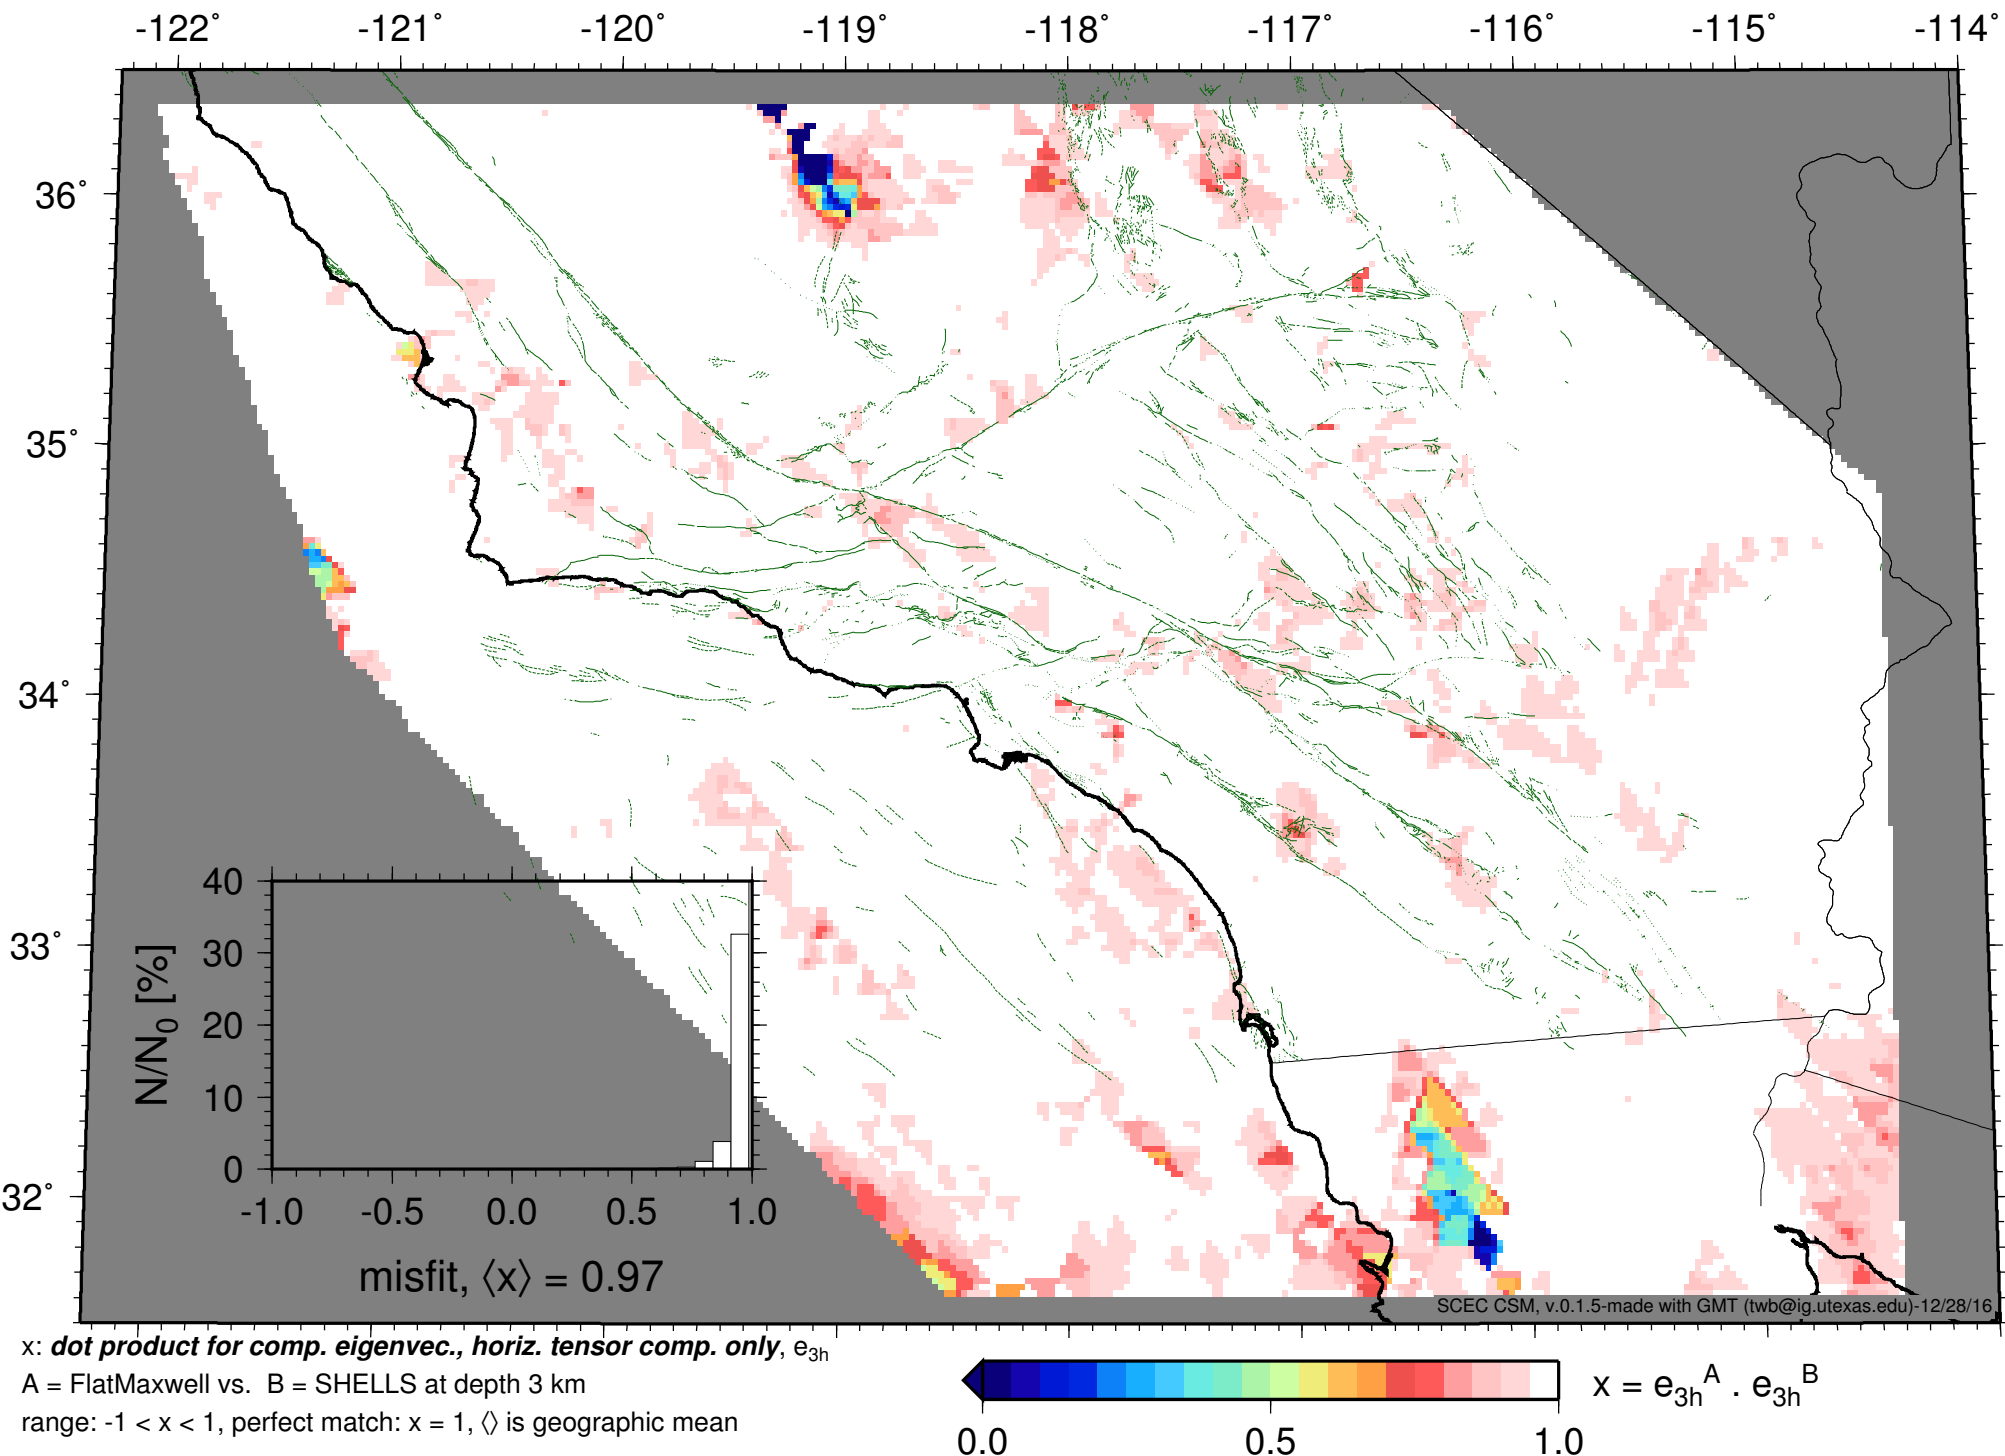 -122˚ -121˚ -120˚ -119˚ -118˚ -117˚ -116˚ -115˚ -114˚
36˚
35˚
34˚
33˚
32˚
40
30
20
10
0
N/N0 [%]
-1.0 -0.5 0.0 0.5 1.0
misfit, ⟨x⟩ = 0.97
SCEC CSM, v.0.1.5-made with GMT (twb@ig.utexas.edu)-12/28/16
x: dot product for comp. eigenvec., horiz. tensor comp. only, e3h
A = FlatMaxwell vs. B = SHELLS at depth 3 km
range: -1 < x < 1, perfect match: x = 1, ⟨⟩ is geographic mean
x = e3hA . e3hB
0.0 0.5 1.0